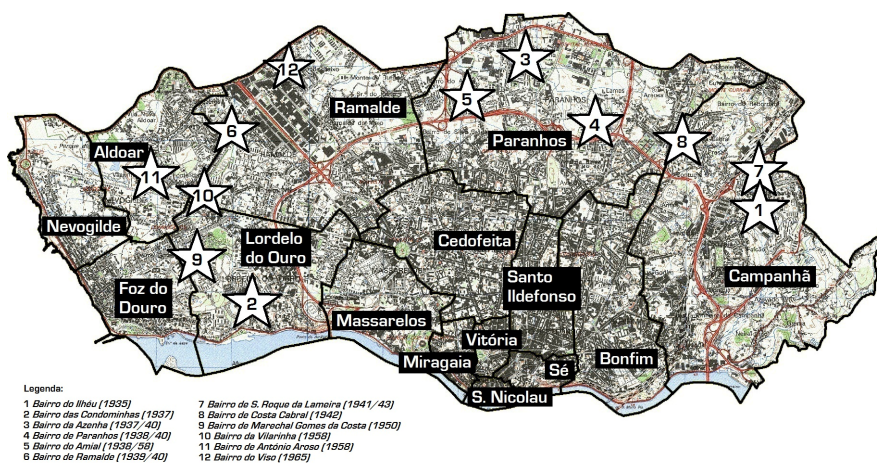 12
3
Ramalde
5
4
6
Paranhos
8
Aldoar
11
7
10
1
Nevogilde
Lordelo
do Ouro
Cedofeita
9
Campanhã
Foz do
Douro
Santo
Ildefonso
2
Massarelos
Vitória
Miragaia
Bonfim
Sé
S. Nicolau
Legenda:
1 Bairro do Ilhéu (1935)
2 Bairro das Condominhas (1937)
3 Bairro da Azenha (1937/40)
4 Bairro de Paranhos (1938/40)
5 Bairro do Amial (1938/58)
6 Bairro de Ramalde (1939/40)
7 Bairro de S. Roque da Lameira (1941/43)
8 Bairro de Costa Cabral (1942)
9 Bairro de Marechal Gomes da Costa (1950)
10 Bairro da Vilarinha (1958)
11 Bairro de António Aroso (1958)
12 Bairro do Viso (1965)